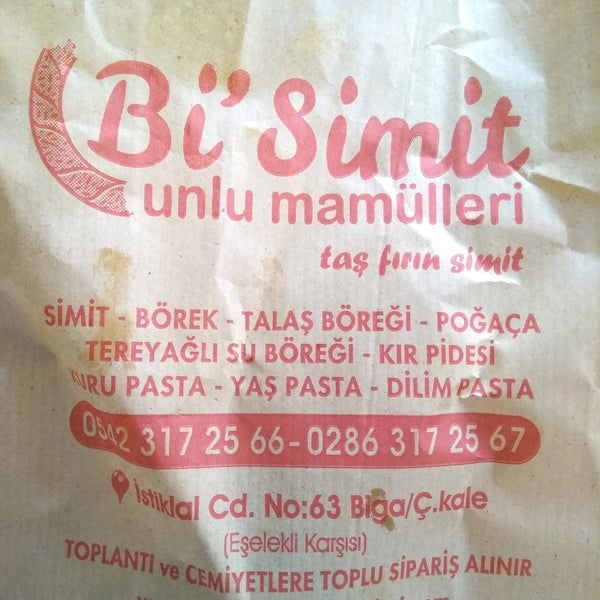 Bi' Simit
unlu mamülleri
taş fırın simit
SİMİT - BÖREK - TALAŞ BÖREĞİ - POĞAÇA
TEREYAĞLI SU BÖREĞİ - KIR PİDESİ
KURU PASTA - YAŞ PASTA - DİLİM PASTA
0542 317 25 66 - 0286 317 25 67
İstiklal Cd. No:63 Biga/Ç.kale
(Eşelekli Karşısı)
TOPLANTI ve CEMİYETLERE TOPLU SİPARİŞ ALINIR